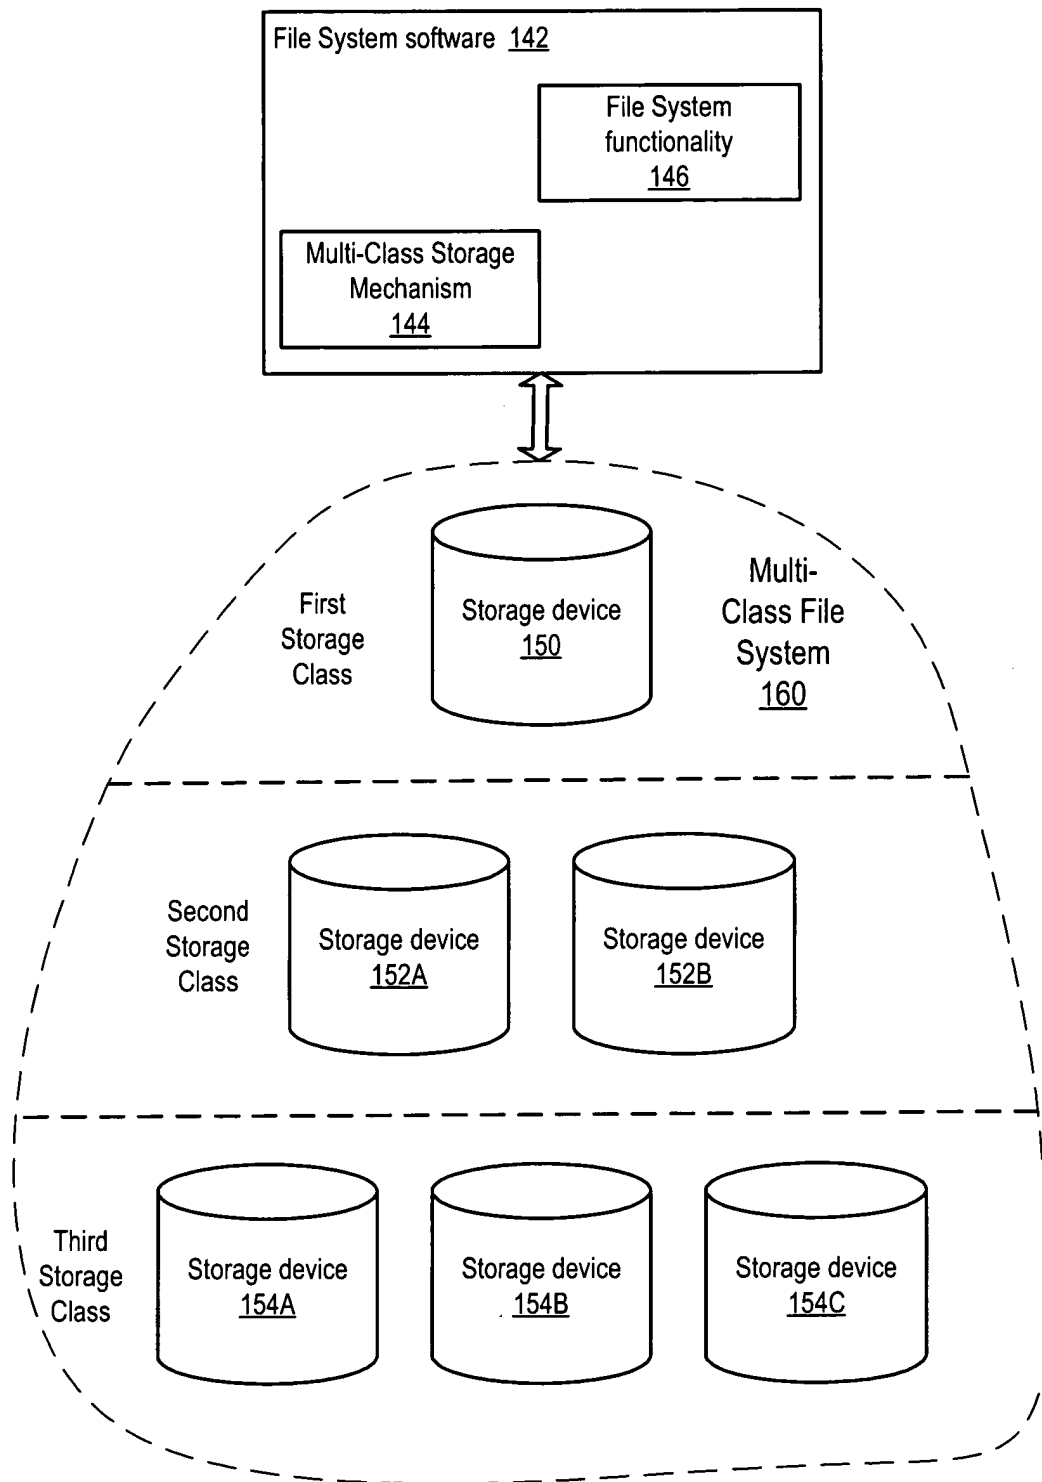 File System software 142
File System
functionality
146
Multi-Class Storage
Mechanism
144
First
Storage
Class
Storage device
150
Multi-
Class File
System
160
Second
Storage
Class
Storage device
152A
Storage device
152B
Third
Storage
Class
Storage device
154A
Storage device
154B
Storage device
154C